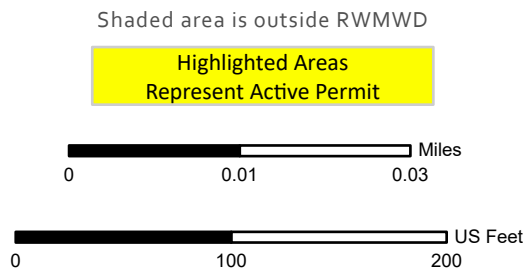 Shaded area is outside RWMWD
Highlighted Areas
Represent Active Permit
Miles
0 0.01 0.03
US Feet
0 100 200